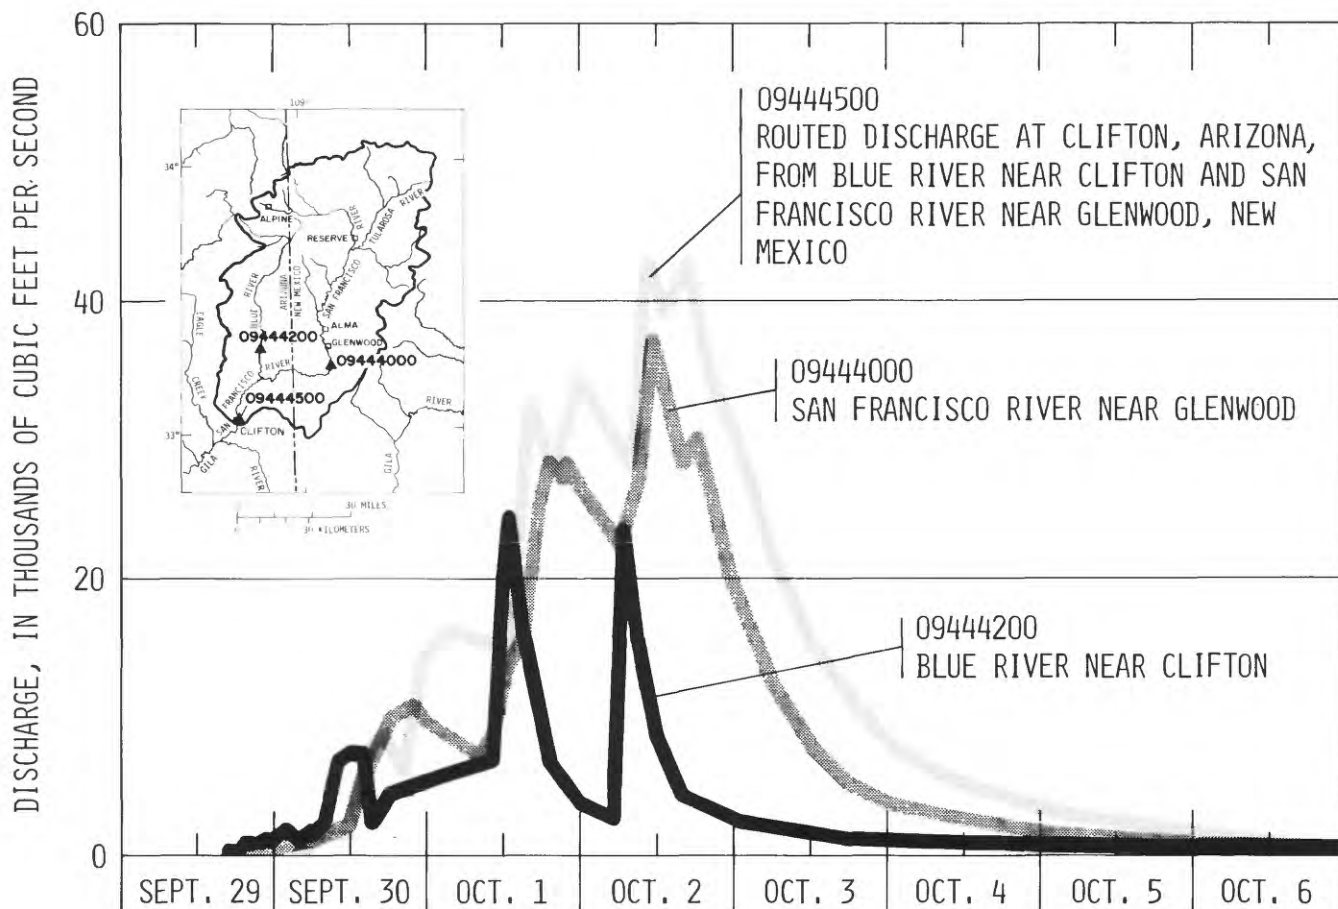 DISCHARGE, IN THOUSANDS OF CUBIC FEET PER SECOND
60
40
20
0
109°
34°
33°
ALPINE
RESERVE
TULAROSA RIVER
RIVER
SAN FRANCISCO
BLUE RIVER
ARIZONA
NEW MEXICO
EAGLE
CREEK
ALMA
GLENWOOD
09444200
09444000
RIVER
SAN FRANCISCO
09444500
CLIFTON
GILA
RIVER
GILA
RIVER
30 MILES
0
30 KILOMETERS
09444500
ROUTED DISCHARGE AT CLIFTON, ARIZONA,
FROM BLUE RIVER NEAR CLIFTON AND SAN
FRANCISCO RIVER NEAR GLENWOOD, NEW
MEXICO
09444000
SAN FRANCISCO RIVER NEAR GLENWOOD
09444200
BLUE RIVER NEAR CLIFTON
SEPT. 29 SEPT. 30 OCT. 1 OCT. 2 OCT. 3 OCT. 4 OCT. 5 OCT. 6